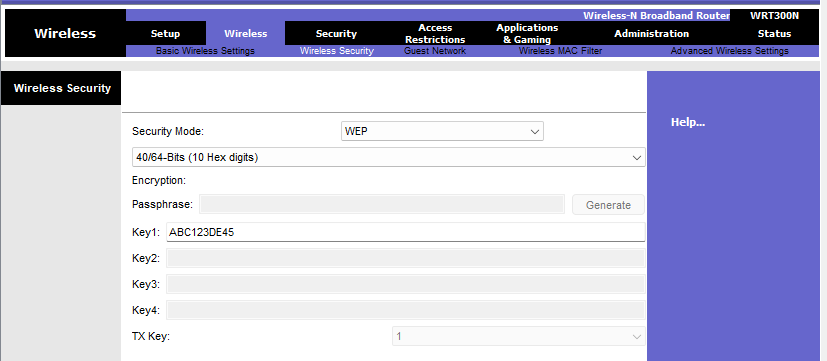 Wireless-N Broadband Router WRT300N
Wireless
Setup Wireless Security Access Restrictions Applications & Gaming Administration Status
Basic Wireless Settings Wireless Security Guest Network Wireless MAC Filter Advanced Wireless Settings
Wireless Security
Help...
Security Mode: WEP
40/64-Bits (10 Hex digits)
Encryption:
Passphrase: Generate
Key1: ABC123DE45
Key2:
Key3:
Key4:
TX Key: 1